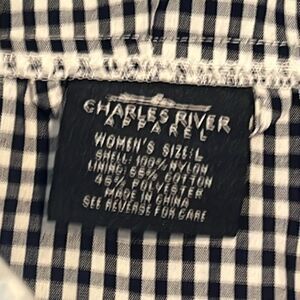 CHARLES RIVER
APPAREL
WOMEN'S SIZE: L
SHELL: 100% NYLON
LINING: 55% COTTON
45% POLYESTER
MADE IN CHINA
SEE REVERSE FOR CARE